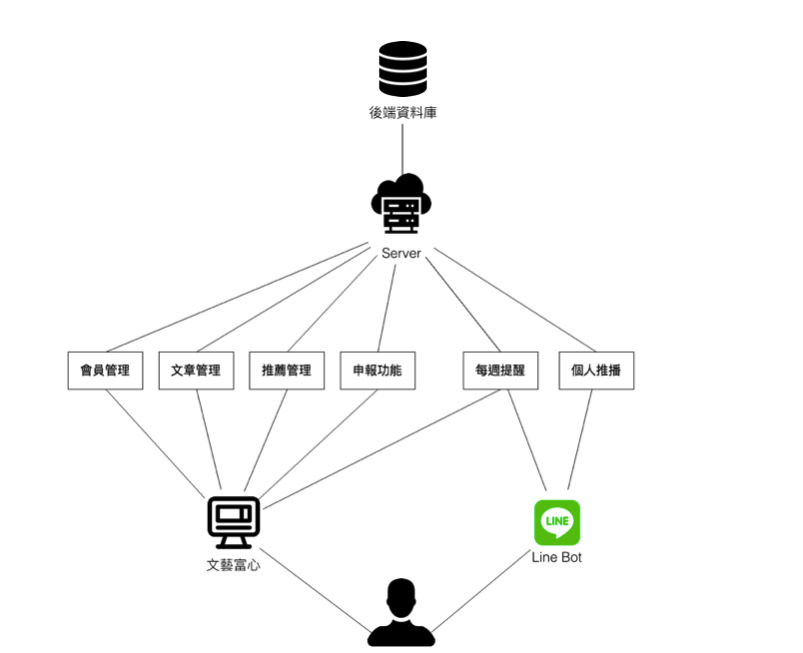 後端資料庫
Server
會員管理
文章管理
推薦管理
申報功能
每週提醒
個人推播
LINE
文藝富心
Line Bot